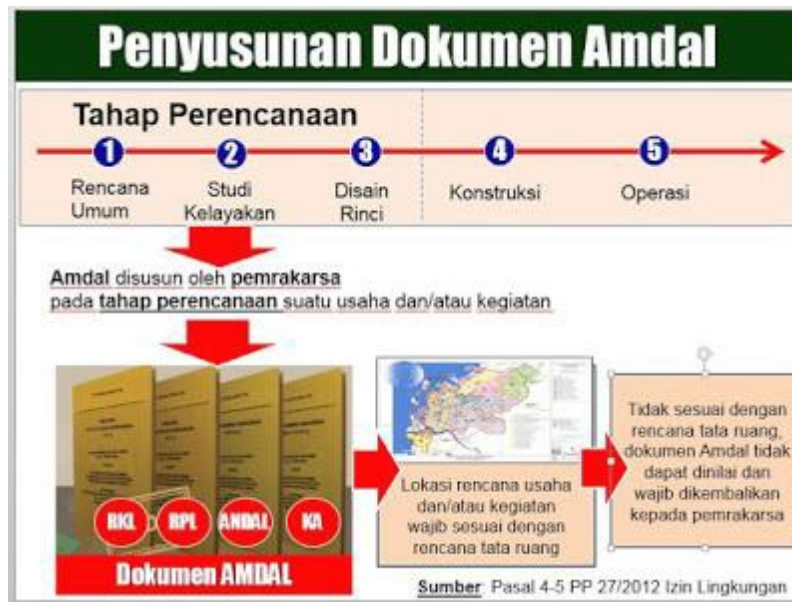 Penyusunan Dokumen Amdal
Tahap Perencanaan
1
2
3
4
5
Rencana
Umum
Studi
Kelayakan
Disain
Rinci
Konstruksi
Operasi
Amdal disusun oleh pemrakarsa
pada tahap perencanaan suatu usaha dan/atau kegiatan
RKL
RPL
ANDAL
KA
Dokumen AMDAL
Lokasi rencana usaha
dan/atau kegiatan
wajib sesuai dengan
rencana tata ruang
Tidak sesuai dengan
rencana tata ruang,
dokumen Amdal tidak
dapat dinilai dan
wajib dikembalikan
kepada pemrakarsa
Sumber: Pasal 4-5 PP 27/2012 Izin Lingkungan